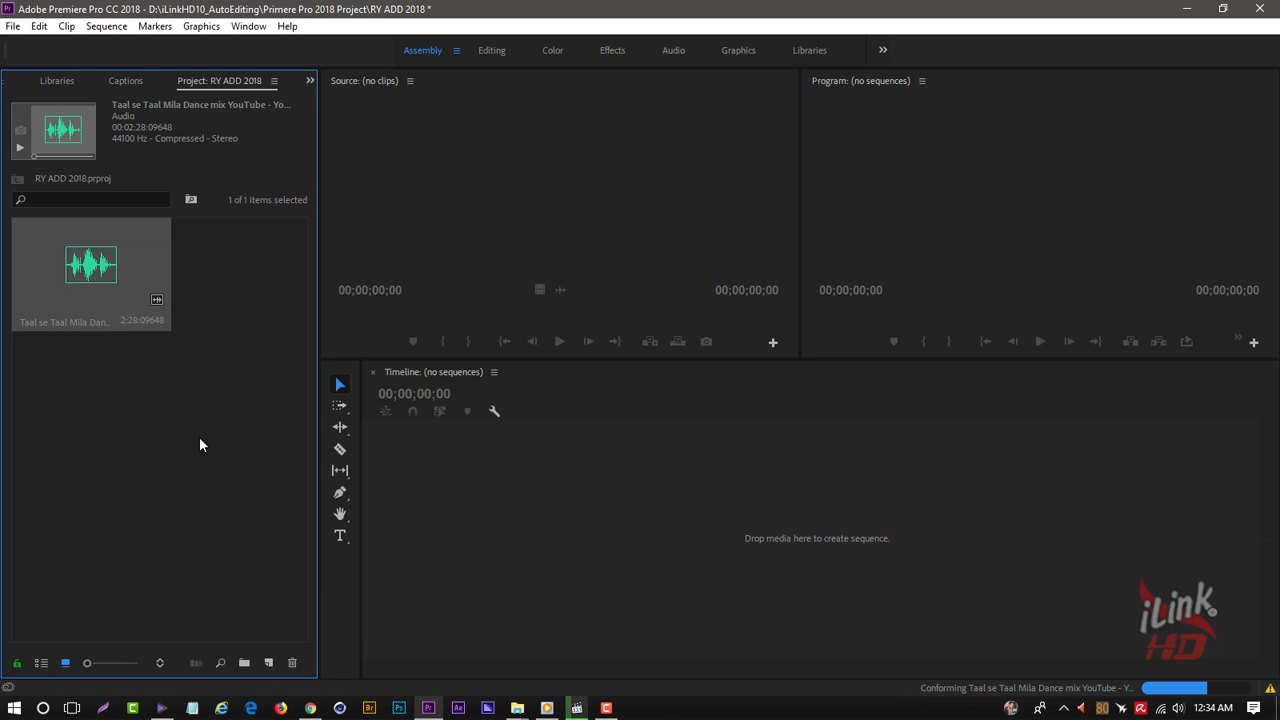 Adobe Premiere Pro CC 2018 - D:\iLinkHD10_AutoEditing\Primere Pro 2018 Project\RY ADD 2018 *
File Edit Clip Sequence Markers Graphics Window Help
Assembly Editing Color Effects Audio Graphics Libraries
Libraries Captions Project: RY ADD 2018
Source: (no clips)
Program: (no sequences)
Taal se Taal Mila Dance mix YouTube - Yo...
Audio
00:02:28:09648
44100 Hz - Compressed - Stereo
RY ADD 2018.prproj
1 of 1 items selected
Taal se Taal Mila Dan.. 2:28:09648
00;00;00;00 00;00;00;00
00;00;00;00 00;00;00;00
Timeline: (no sequences)
00;00;00;00
Drop media here to create sequence.
iLink
HD
Conforming Taal se Taal Mila Dance mix YouTube - Y...
Br Ps Pr Ae
80
12:34 AM